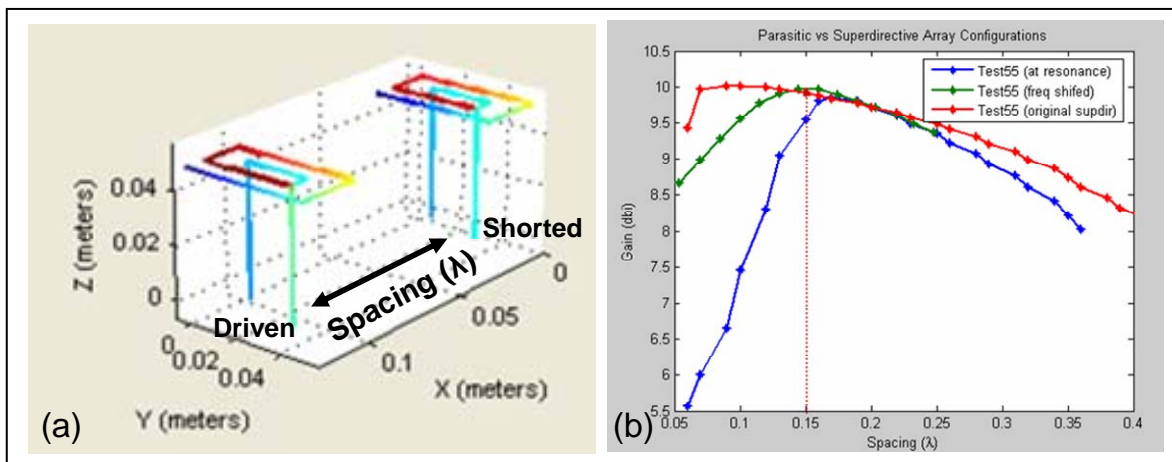 0.04
0.02
0
Z (meters)
Driven
Spacing (λ)
Shorted
0
0.05
0.1
X (meters)
0
0.02
0.04
Y (meters)
(a)
Parasitic vs Superdirective Array Configurations
10.5
10
9.5
9
8.5
8
7.5
7
6.5
6
5.5
Gain (dbi)
Test55 (at resonance)
Test55 (freq shifed)
Test55 (original supdir)
0.05
0.1
0.15
0.2
0.25
0.3
0.35
0.4
Spacing (λ)
(b)